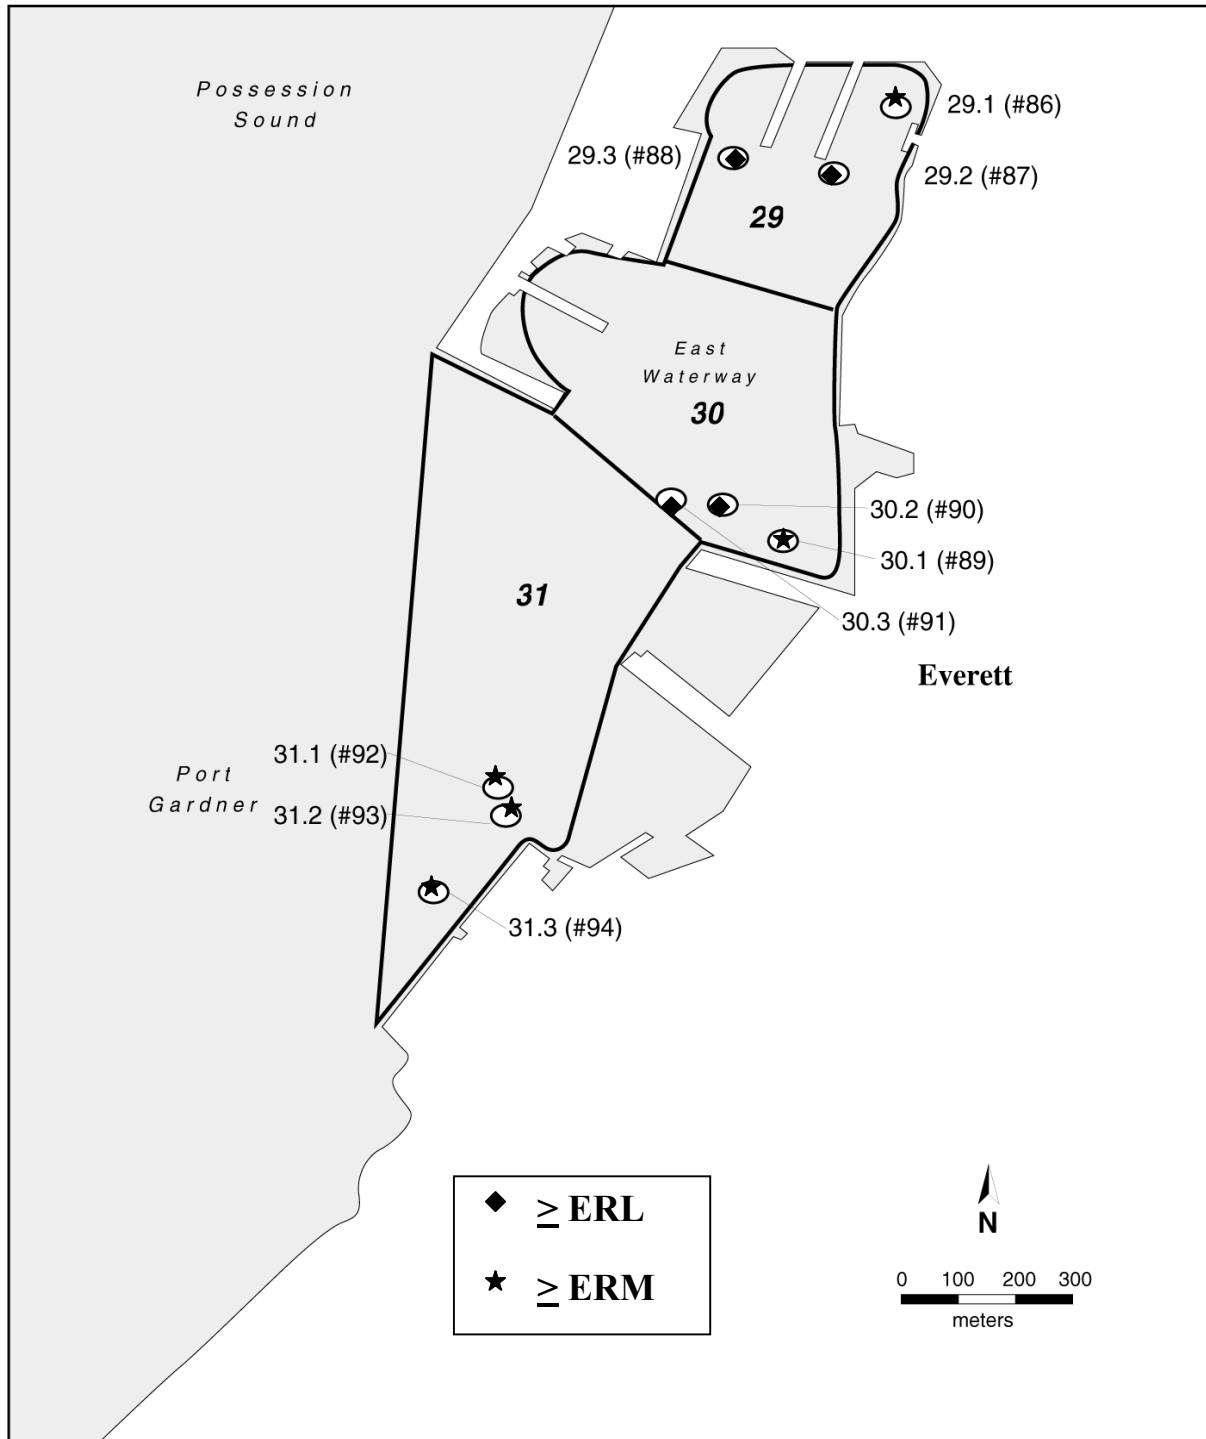 Possession
Sound
29.1 (#86)
29.3 (#88)
29.2 (#87)
29
East
Waterway
30
30.2 (#90)
30.1 (#89)
31
30.3 (#91)
Everett
31.1 (#92)
Port
Gardner
31.2 (#93)
31.3 (#94)
≥ ERL
≥ ERM
N
0 100 200 300
meters